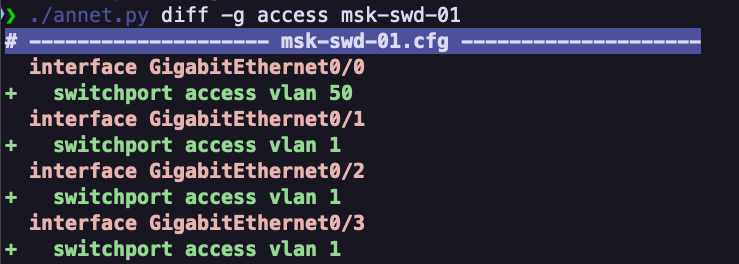 ❯ ./annet.py diff -g access msk-swd-01
# -------------------- msk-swd-01.cfg --------------------
  interface GigabitEthernet0/0
+   switchport access vlan 50
  interface GigabitEthernet0/1
+   switchport access vlan 1
  interface GigabitEthernet0/2
+   switchport access vlan 1
  interface GigabitEthernet0/3
+   switchport access vlan 1